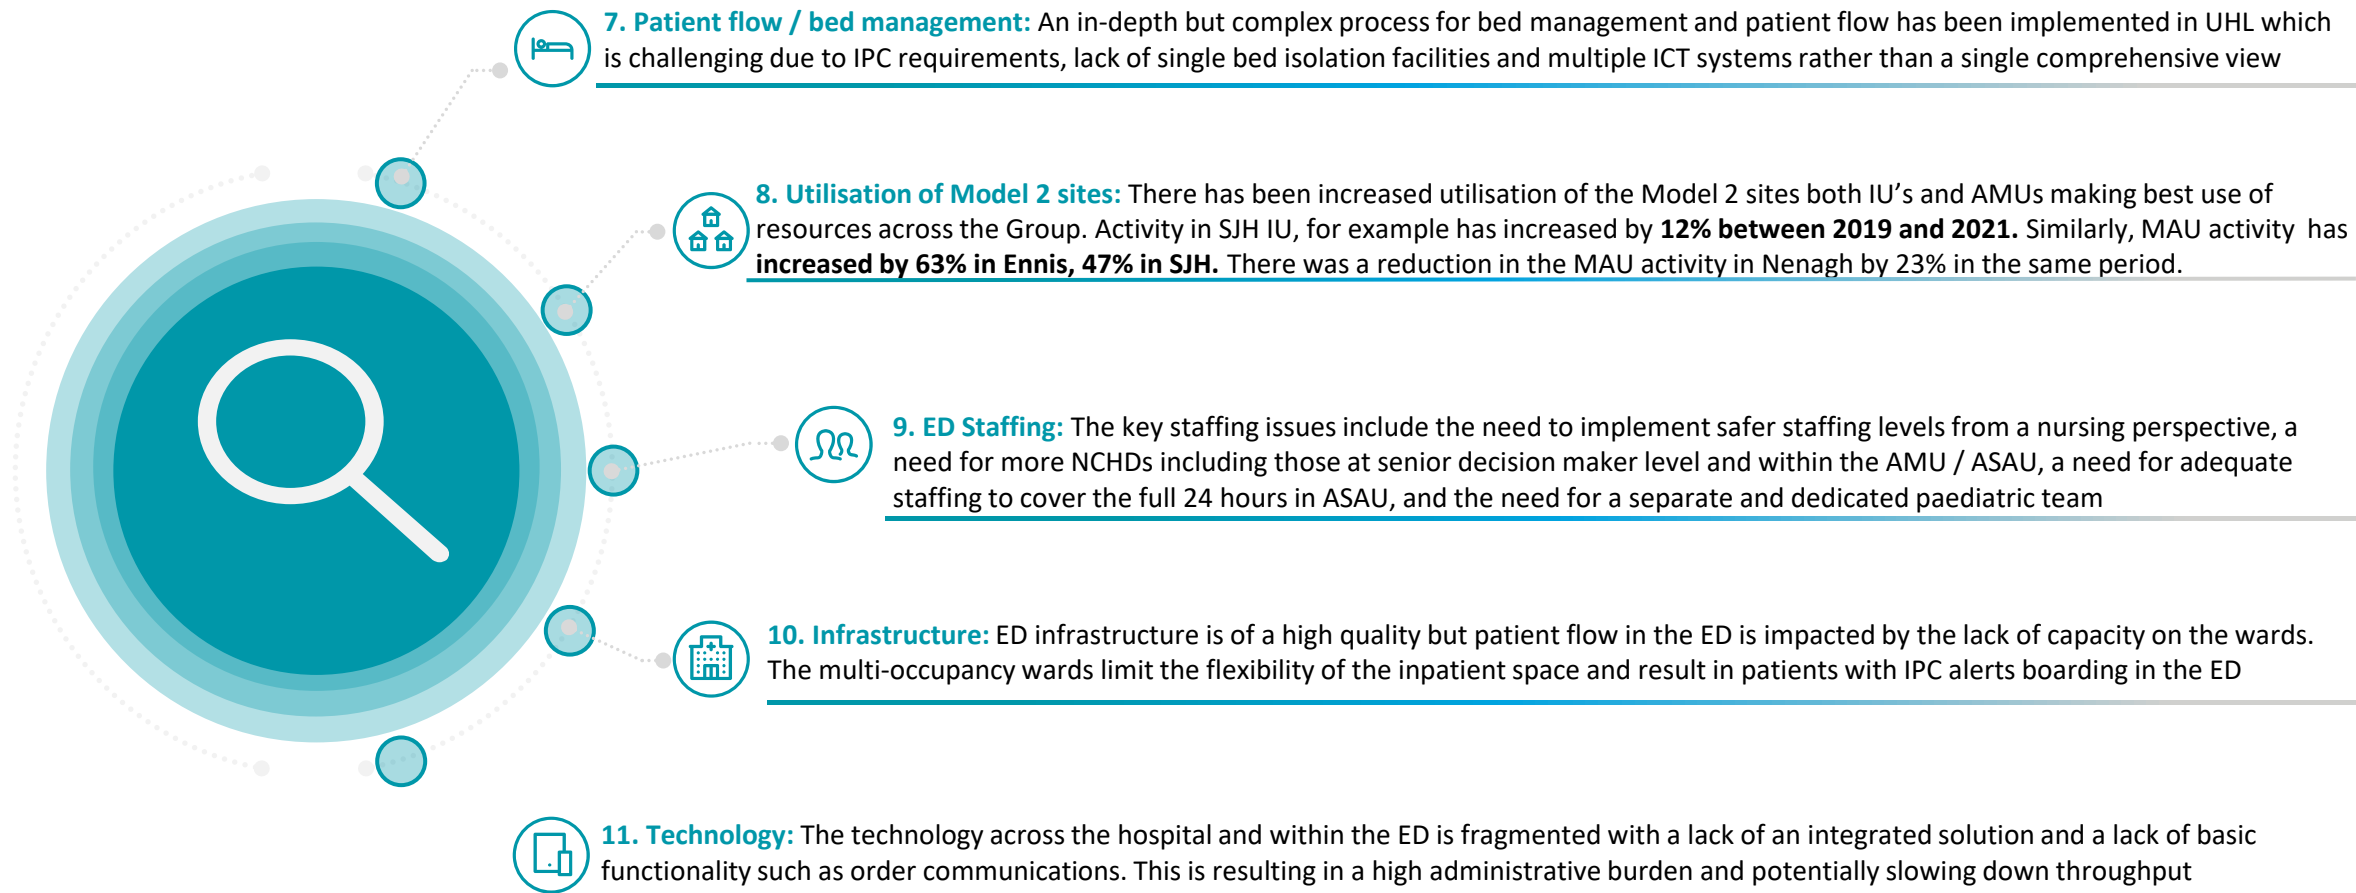 7. Patient flow / bed management: An in-depth but complex process for bed management and patient flow has been implemented in UHL which
is challenging due to IPC requirements, lack of single bed isolation facilities and multiple ICT systems rather than a single comprehensive view
8. Utilisation of Model 2 sites: There has been increased utilisation of the Model 2 sites both IU’s and AMUs making best use of
resources across the Group. Activity in SJH IU, for example has increased by 12% between 2019 and 2021. Similarly, MAU activity has
increased by 63% in Ennis, 47% in SJH. There was a reduction in the MAU activity in Nenagh by 23% in the same period.
9. ED Staffing: The key staffing issues include the need to implement safer staffing levels from a nursing perspective, a
need for more NCHDs including those at senior decision maker level and within the AMU / ASAU, a need for adequate
staffing to cover the full 24 hours in ASAU, and the need for a separate and dedicated paediatric team
10. Infrastructure: ED infrastructure is of a high quality but patient flow in the ED is impacted by the lack of capacity on the wards.
The multi-occupancy wards limit the flexibility of the inpatient space and result in patients with IPC alerts boarding in the ED
11. Technology: The technology across the hospital and within the ED is fragmented with a lack of an integrated solution and a lack of basic
functionality such as order communications. This is resulting in a high administrative burden and potentially slowing down throughput